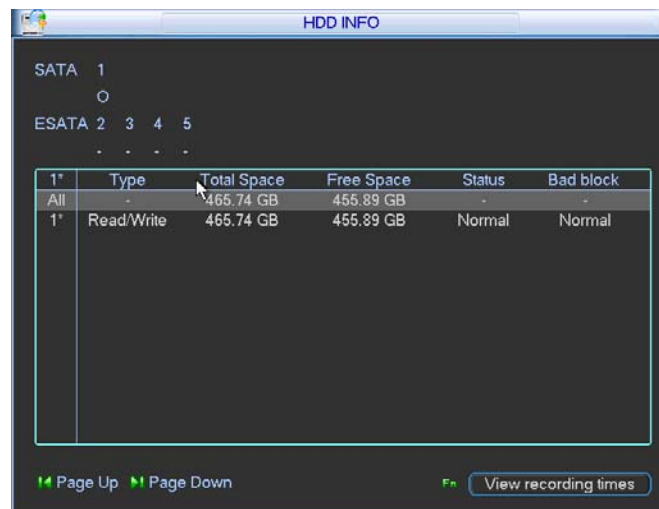 HDD INFO
SATA 1
O
ESATA 2 3 4 5
- - - -
1* Type Total Space Free Space Status Bad block
All - 465.74 GB 455.89 GB - -
1* Read/Write 465.74 GB 455.89 GB Normal Normal
Page Up Page Down Fn View recording times